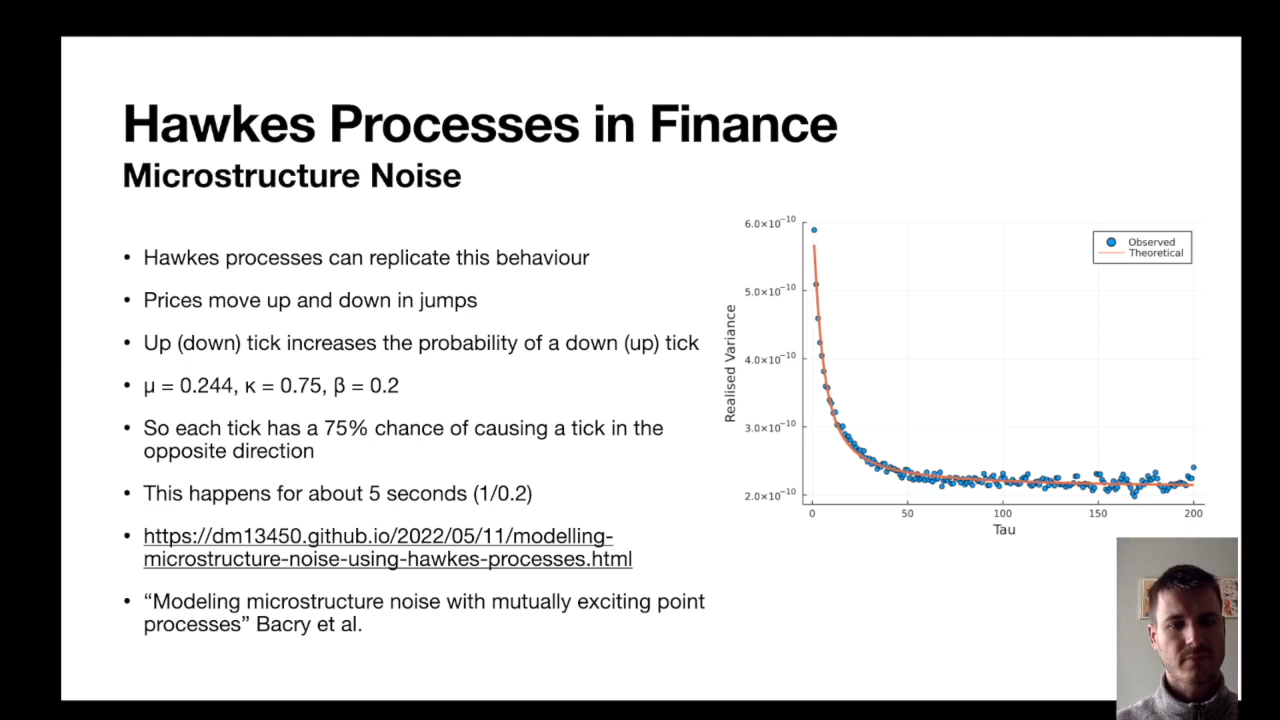 Hawkes Processes in Finance
Microstructure Noise
• Hawkes processes can replicate this behaviour
• Prices move up and down in jumps
• Up (down) tick increases the probability of a down (up) tick
• μ = 0.244, κ = 0.75, β = 0.2
• So each tick has a 75% chance of causing a tick in the
opposite direction
• This happens for about 5 seconds (1/0.2)
• https://dm13450.github.io/2022/05/11/modelling-
microstructure-noise-using-hawkes-processes.html
• “Modeling microstructure noise with mutually exciting point
processes” Bacry et al.
Realised Variance
6.0×10⁻¹⁰
5.0×10⁻¹⁰
4.0×10⁻¹⁰
3.0×10⁻¹⁰
2.0×10⁻¹⁰
Observed
Theoretical
0 50 100 150 200
Tau